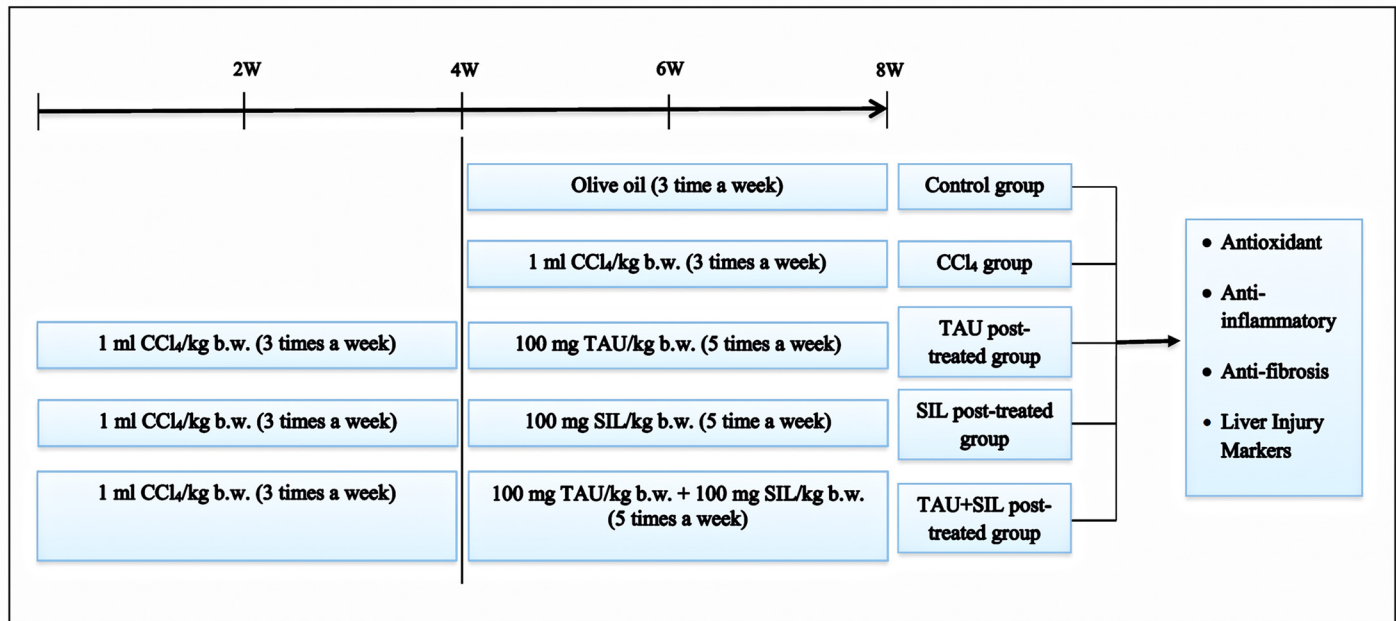 2W 4W 6W 8W
Olive oil (3 time a week)
Control group
1 ml CCl₄/kg b.w. (3 times a week)
CCl₄ group
1 ml CCl₄/kg b.w. (3 times a week)
100 mg TAU/kg b.w. (5 times a week)
TAU post-
treated group
1 ml CCl₄/kg b.w. (3 times a week)
100 mg SIL/kg b.w. (5 time a week)
SIL post-treated
group
1 ml CCl₄/kg b.w. (3 times a week)
100 mg TAU/kg b.w. + 100 mg SIL/kg b.w.
(5 times a week)
TAU+SIL post-
treated group
• Antioxidant
• Anti-
inflammatory
• Anti-fibrosis
• Liver Injury
Markers